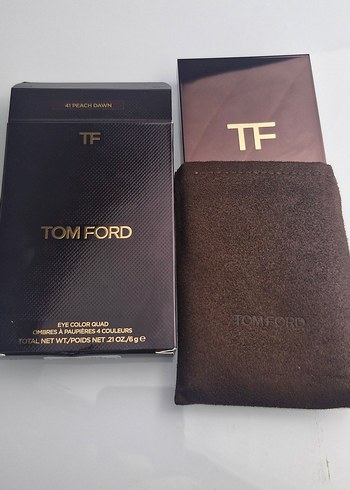 41 PEACH DAWN
TF
TOM FORD
EYE COLOR QUAD
OMBRES À PAUPIÈRES 4 COULEURS
TOTAL NET WT./POIDS NET .21 OZ./6 g ℮
TF
TOM FORD